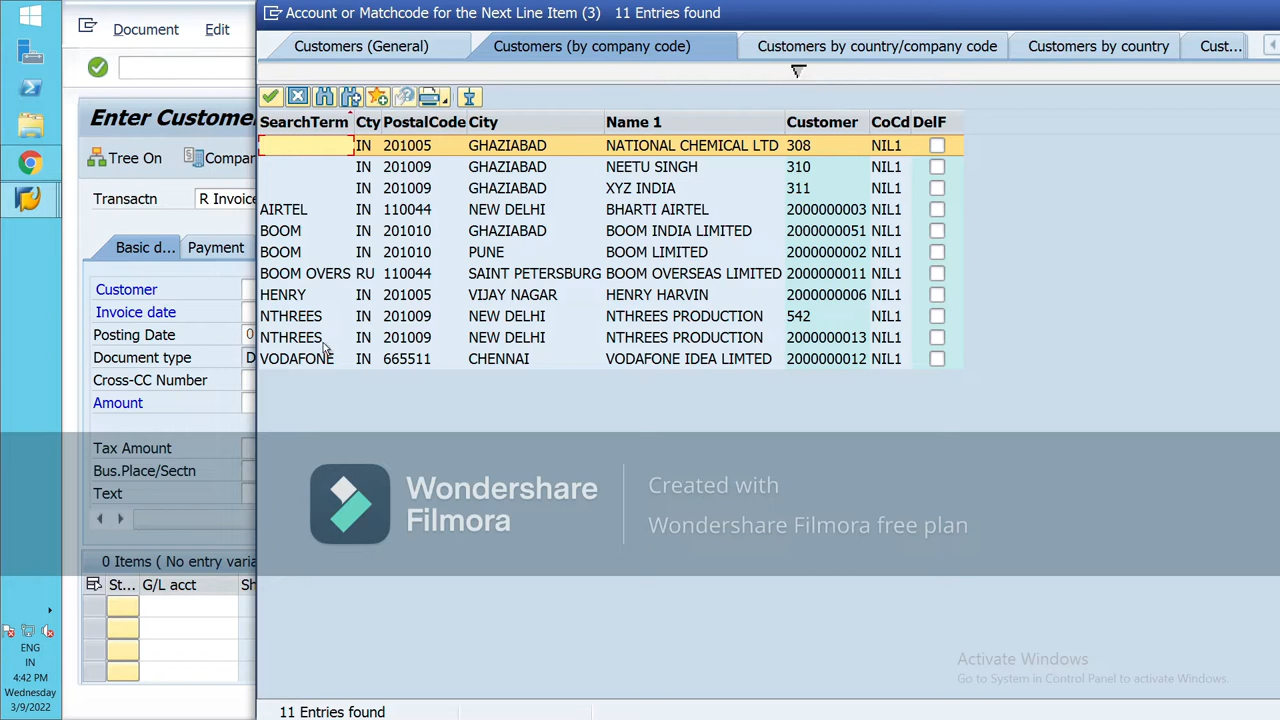 Account or Matchcode for the Next Line Item (3) 11 Entries found
Document Edit
Customers (General) Customers (by company code) Customers by country/company code Customers by country Cust...
Enter Custome
Tree On Compar
Transactn R Invoice
Basic d... Payment
Customer
Invoice date
Posting Date 0
Document type D
Cross-CC Number
Amount
Tax Amount
Bus.Place/Sectn
Text
0 Items ( No entry varia
St... G/L acct Sh
SearchTerm Cty PostalCode City Name 1 Customer CoCd DelF
IN 201005 GHAZIABAD NATIONAL CHEMICAL LTD 308 NIL1
IN 201009 GHAZIABAD NEETU SINGH 310 NIL1
IN 201009 GHAZIABAD XYZ INDIA 311 NIL1
AIRTEL IN 110044 NEW DELHI BHARTI AIRTEL 2000000003 NIL1
BOOM IN 201010 GHAZIABAD BOOM INDIA LIMITED 2000000051 NIL1
BOOM IN 201010 PUNE BOOM LIMITED 2000000002 NIL1
BOOM OVERS RU 110044 SAINT PETERSBURG BOOM OVERSEAS LIMITED 2000000011 NIL1
HENRY IN 201005 VIJAY NAGAR HENRY HARVIN 2000000006 NIL1
NTHREES IN 201009 NEW DELHI NTHREES PRODUCTION 542 NIL1
NTHREES IN 201009 NEW DELHI NTHREES PRODUCTION 2000000013 NIL1
VODAFONE IN 665511 CHENNAI VODAFONE IDEA LIMTED 2000000012 NIL1
Wondershare
Filmora
Created with
Wondershare Filmora free plan
Activate Windows
Go to System in Control Panel to activate Windows.
11 Entries found
ENG
IN
4:42 PM
Wednesday
3/9/2022